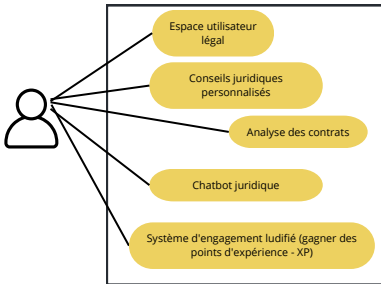 Espace utilisateur
légal
Conseils juridiques
personnalisés
Analyse des contrats
Chatbot juridique
Système d'engagement ludifié (gagner des
points d'expérience - XP)